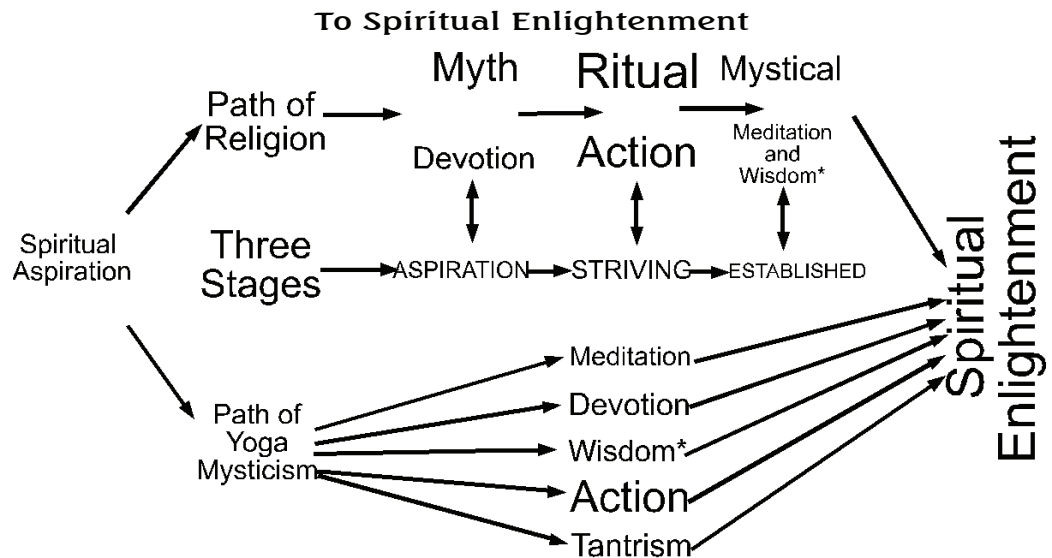 To Spiritual Enlightenment
Myth
Ritual
Mystical
Path of
Religion
Devotion
Action
Meditation
and
Wisdom*
Spiritual
Aspiration
Three
Stages
ASPIRATION
STRIVING
ESTABLISHED
Spiritual
Enlightenment
Path of
Yoga
Mysticism
Meditation
Devotion
Wisdom*
Action
Tantrism